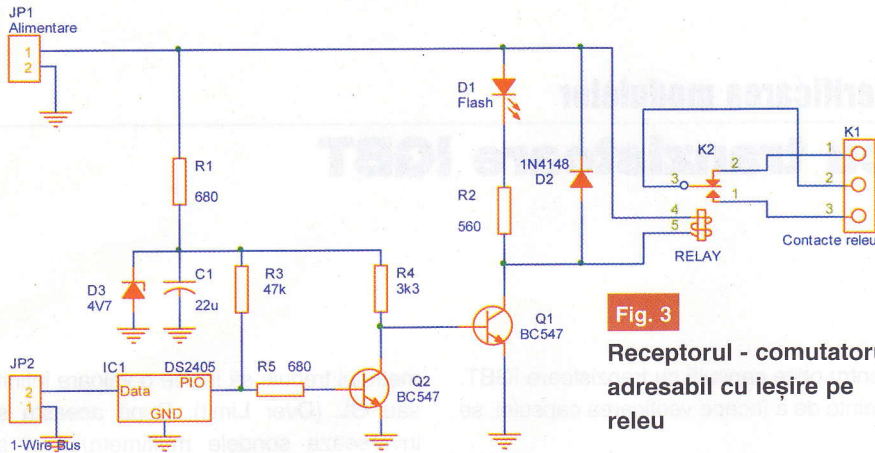 JP1
Alimentare
1
2
D1
Flash
R1
680
1N4148
D2
R2
560
K2
2
3
1
4
5
RELAY
K1
1
2
3
Contacte releu
D3
4V7
C1
22u
R3
47k
R4
3k3
Q1
BC547
JP2
2
1
1-Wire Bus
IC1
DS2405
Data
PIO
GND
R5 680
Q2
BC547
Fig. 3
Receptorul - comutatorul
adresabil cu ieșire pe
releu